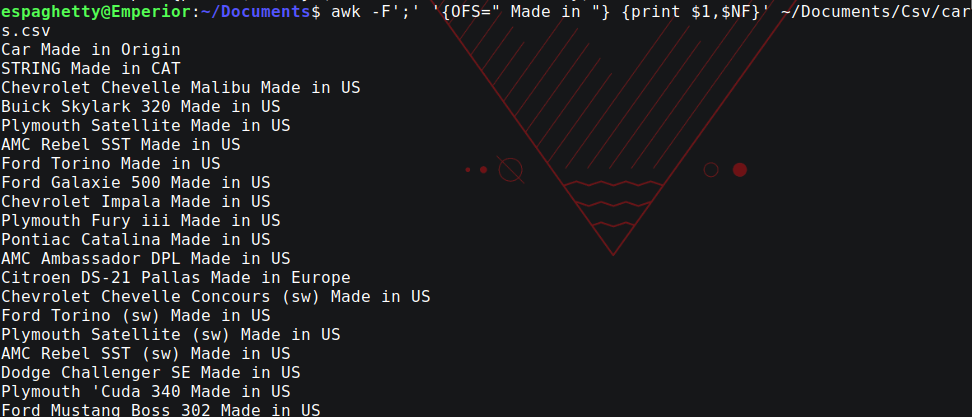 espaghetty@Emperior:~/Documents$ awk -F';' '{OFS=" Made in "} {print $1,$NF}' ~/Documents/Csv/car
s.csv
Car Made in Origin
STRING Made in CAT
Chevrolet Chevelle Malibu Made in US
Buick Skylark 320 Made in US
Plymouth Satellite Made in US
AMC Rebel SST Made in US
Ford Torino Made in US
Ford Galaxie 500 Made in US
Chevrolet Impala Made in US
Plymouth Fury iii Made in US
Pontiac Catalina Made in US
AMC Ambassador DPL Made in US
Citroen DS-21 Pallas Made in Europe
Chevrolet Chevelle Concours (sw) Made in US
Ford Torino (sw) Made in US
Plymouth Satellite (sw) Made in US
AMC Rebel SST (sw) Made in US
Dodge Challenger SE Made in US
Plymouth 'Cuda 340 Made in US
Ford Mustang Boss 302 Made in US